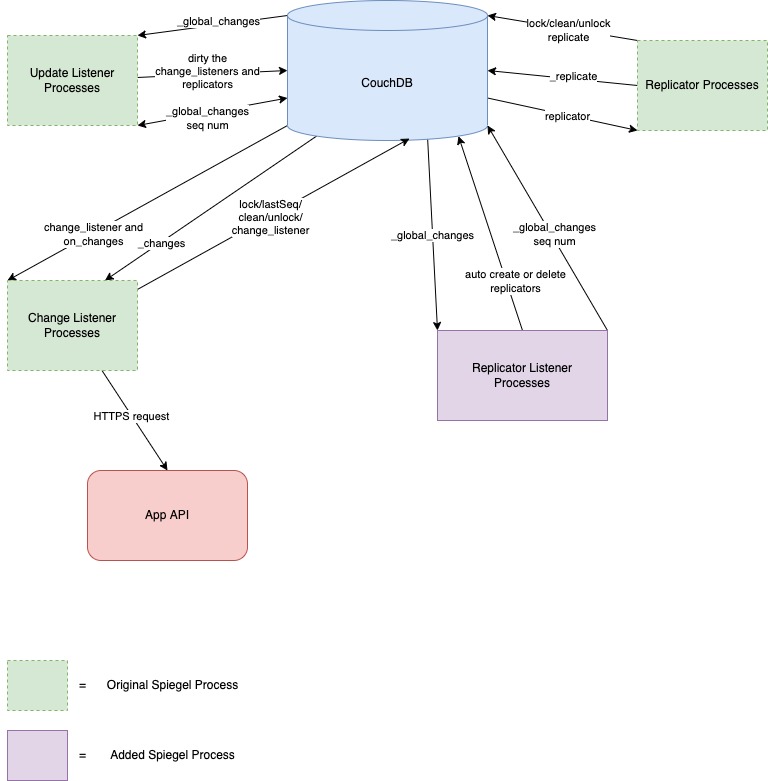 _global_changes
lock/clean/unlock
replicate
Update Listener
Processes
dirty the
change_listeners and
replicators
CouchDB
_replicate
Replicator Processes
_global_changes
seq num
replicator
change_listener and
on_changes
_changes
lock/lastSeq/
clean/unlock/
change_listener
_global_changes
_global_changes
seq num
auto create or delete
replicators
Change Listener
Processes
Replicator Listener
Processes
HTTPS request
App API
= Original Spiegel Process
= Added Spiegel Process